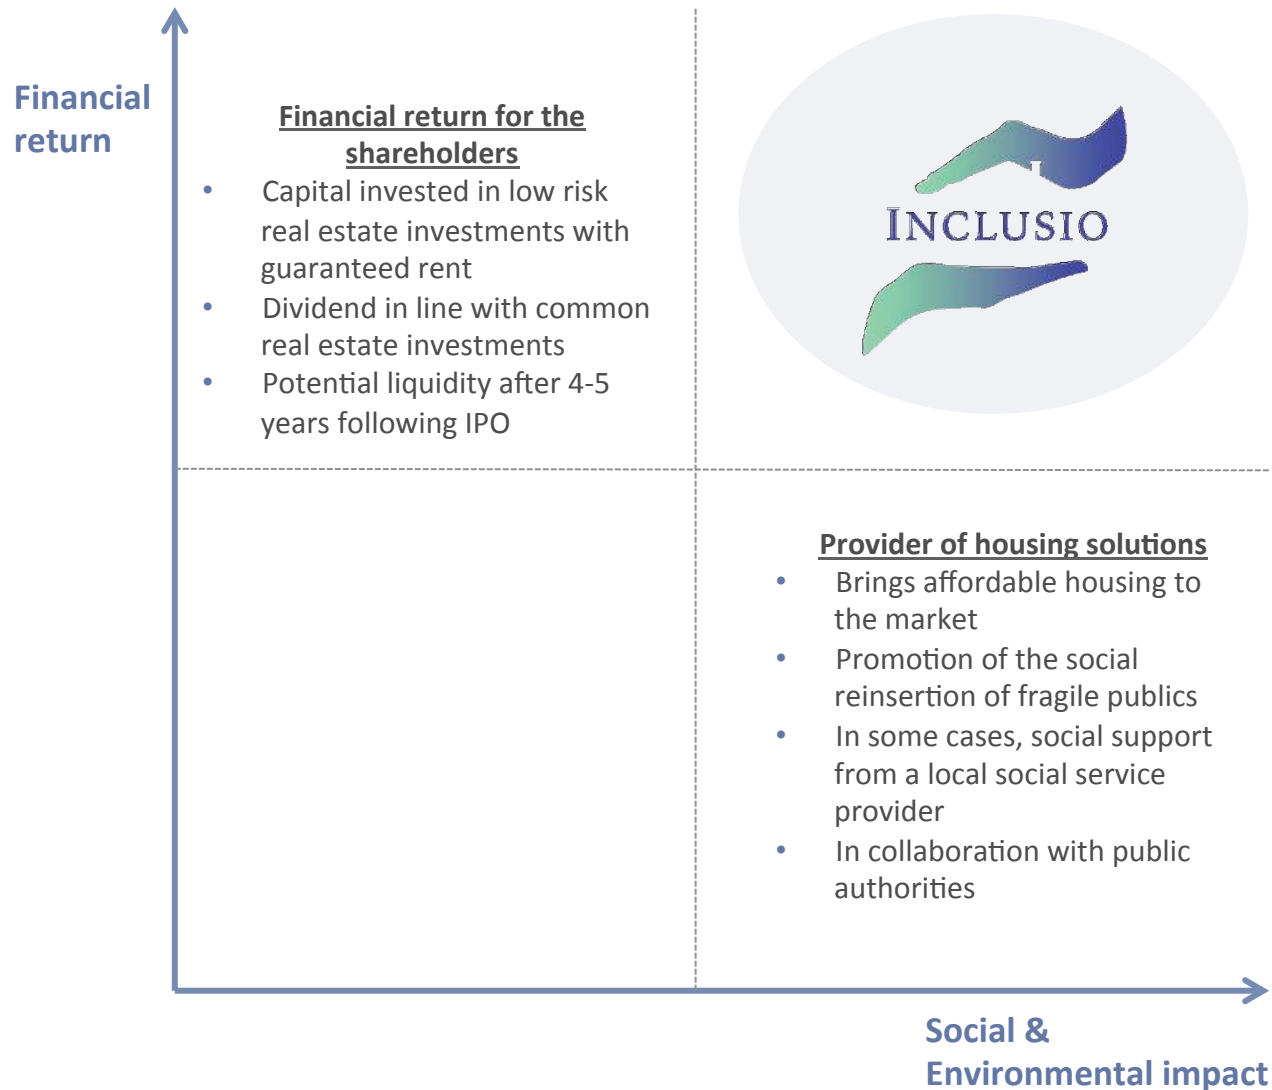 Financial
return
Financial return for the
shareholders
• Capital invested in low risk
real estate investments with
guaranteed rent
• Dividend in line with common
real estate investments
• Potential liquidity after 4-5
years following IPO
INCLUSIO
Provider of housing solutions
• Brings affordable housing to
the market
• Promotion of the social
reinsertion of fragile publics
• In some cases, social support
from a local social service
provider
• In collaboration with public
authorities
Social &
Environmental impact